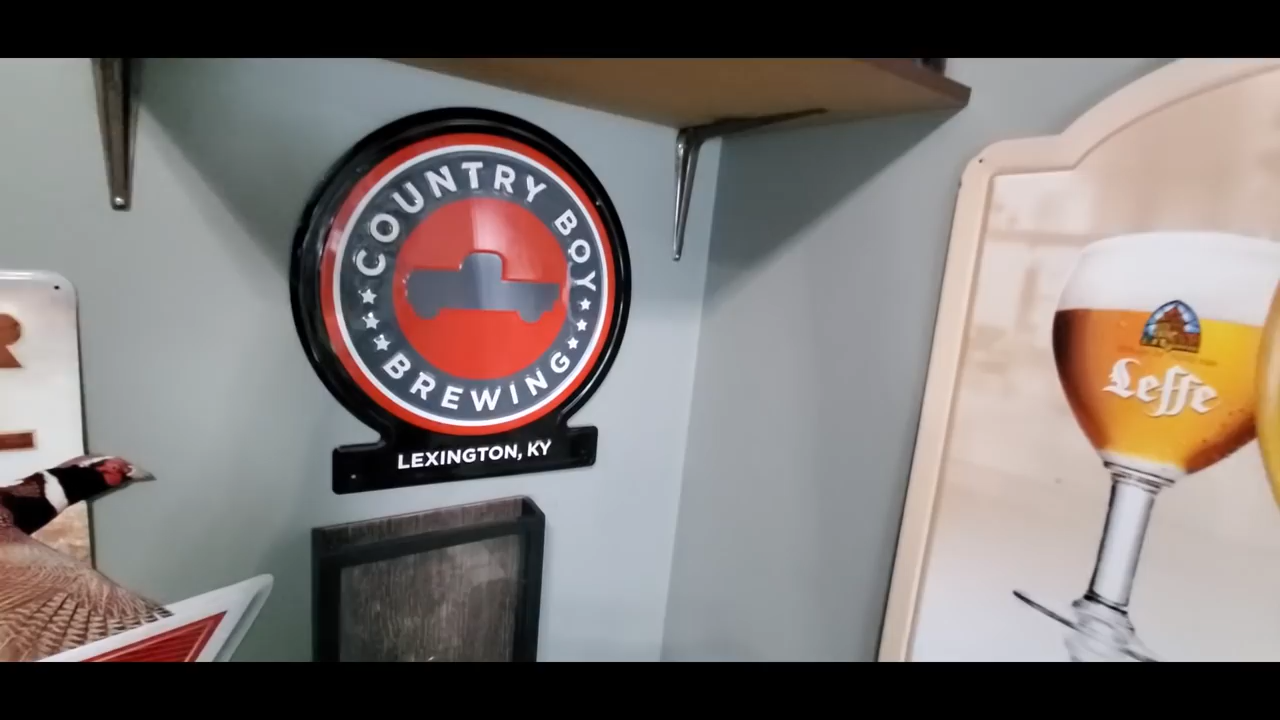 COUNTRY BOY
BREWING
LEXINGTON, KY
Leffe
R